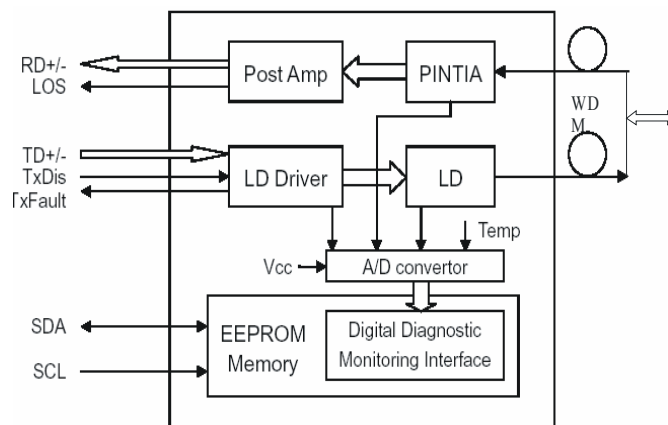 RD+/-
LOS
Post Amp
PINTIA
WD
M
TD+/-
TxDis
TxFault
LD Driver
LD
Temp
Vcc
A/D convertor
SDA
SCL
EEPROM
Memory
Digital Diagnostic
Monitoring Interface